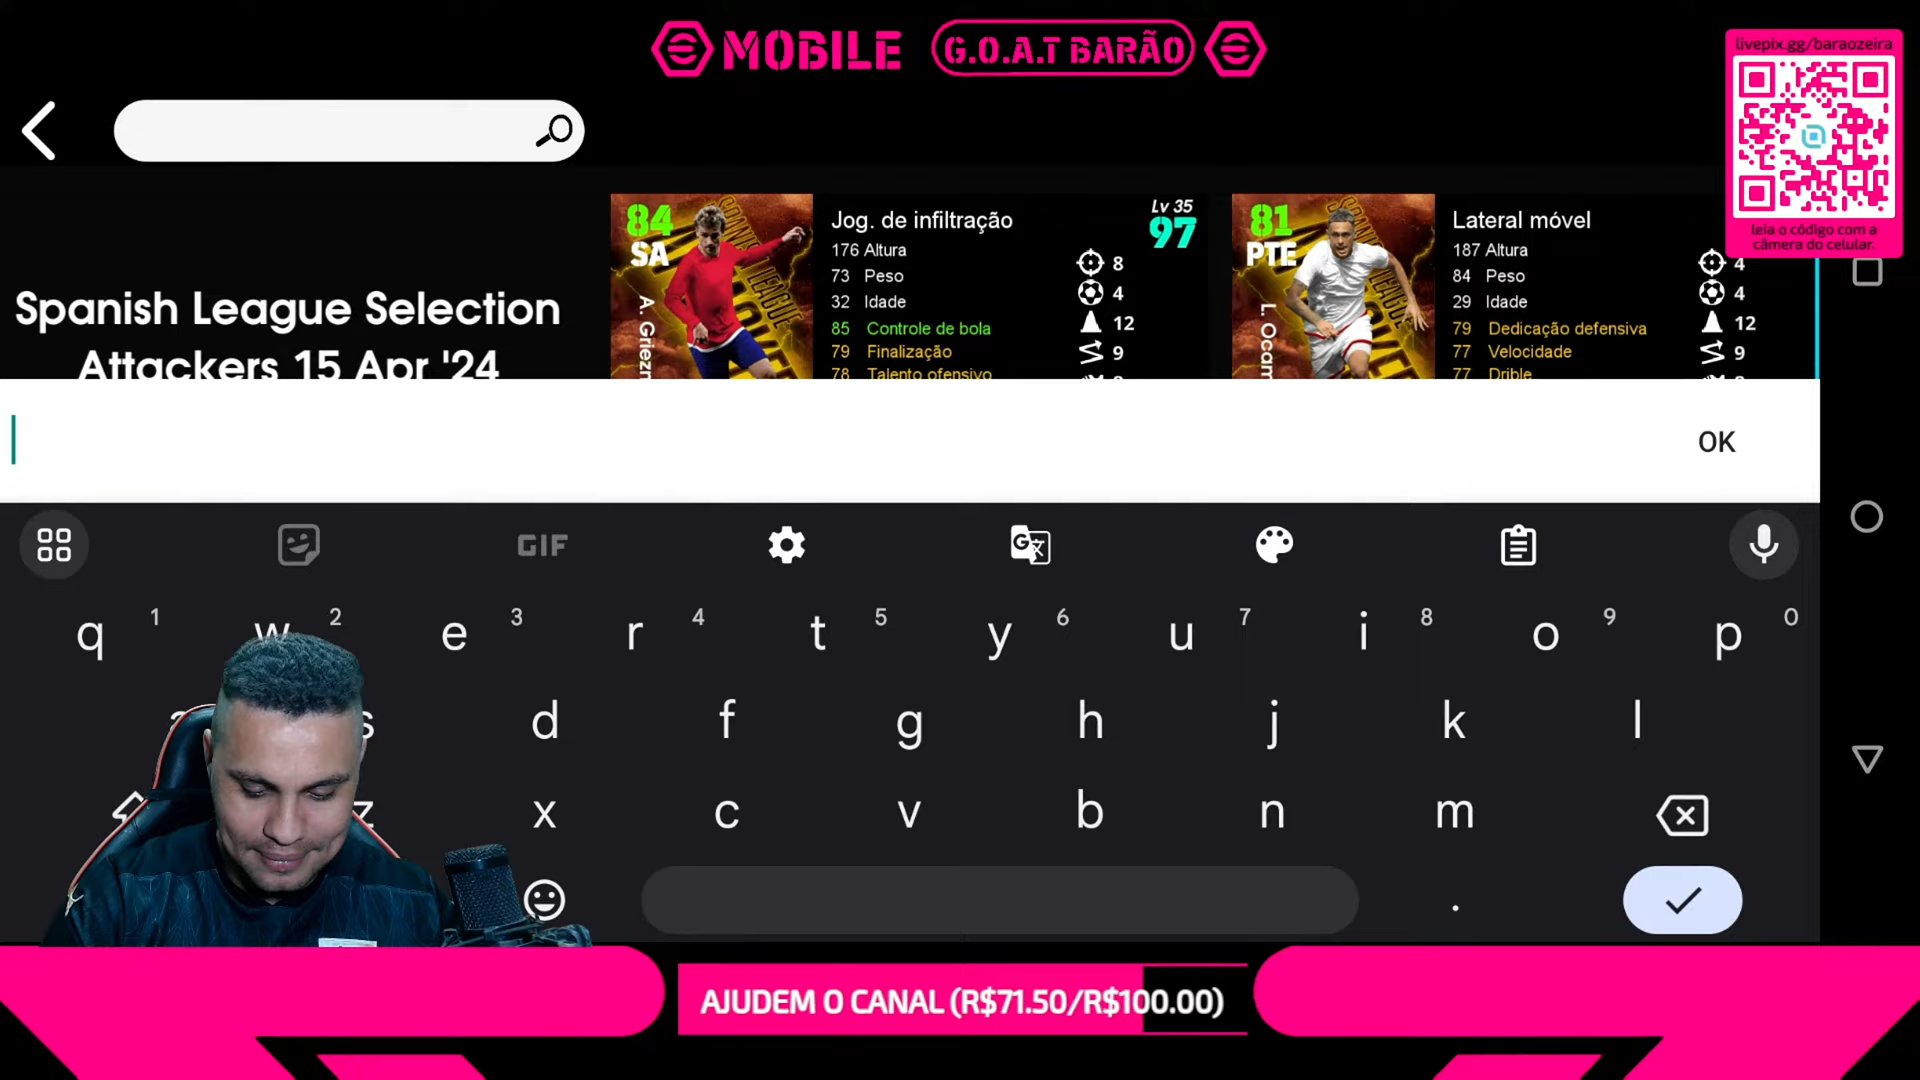 MOBILE G.O.A.T BARÃO
livepix.gg/baraozeira
leia o código com a
câmera do celular.
Spanish League Selection
Attackers 15 Apr '24
84
SA
A. Griezm
Jog. de infiltração
176 Altura
73 Peso
32 Idade
85 Controle de bola
79 Finalização
78 Talento ofensivo
Lv 35
97
8
4
12
9
81
PTE
L. Ocam
Lateral móvel
187 Altura
84 Peso
29 Idade
79 Dedicação defensiva
77 Velocidade
77 Drible
4
4
12
9
OK
GIF
q 1 w 2 e 3 r 4 t 5 y 6 u 7 i 8 o 9 p 0
a s d f g h j k l
z x c v b n m
.
AJUDEM O CANAL (R$71.50/R$100.00)